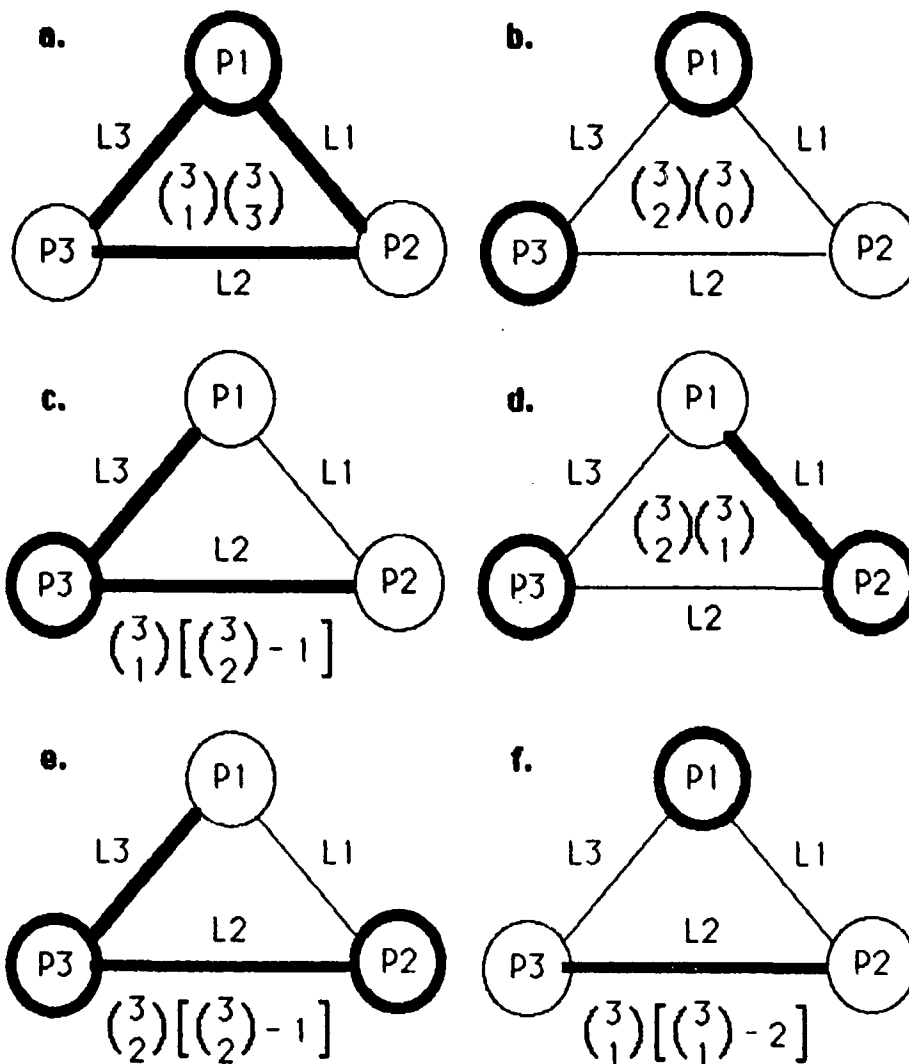 a.
P1
L3 L1
(3 1)(3 3)
P3 P2
L2
b.
P1
L3 L1
(3 2)(3 0)
P3 P2
L2
c.
P1
L3 L1
L2
P3 P2
(3 1)[(3 2) - 1]
d.
P1
L3 L1
(3 2)(3 1)
P3 P2
L2
e.
P1
L3 L1
L2
P3 P2
(3 2)[(3 2) - 1]
f.
P1
L3 L1
L2
P3 P2
(3 1)[(3 1) - 2]